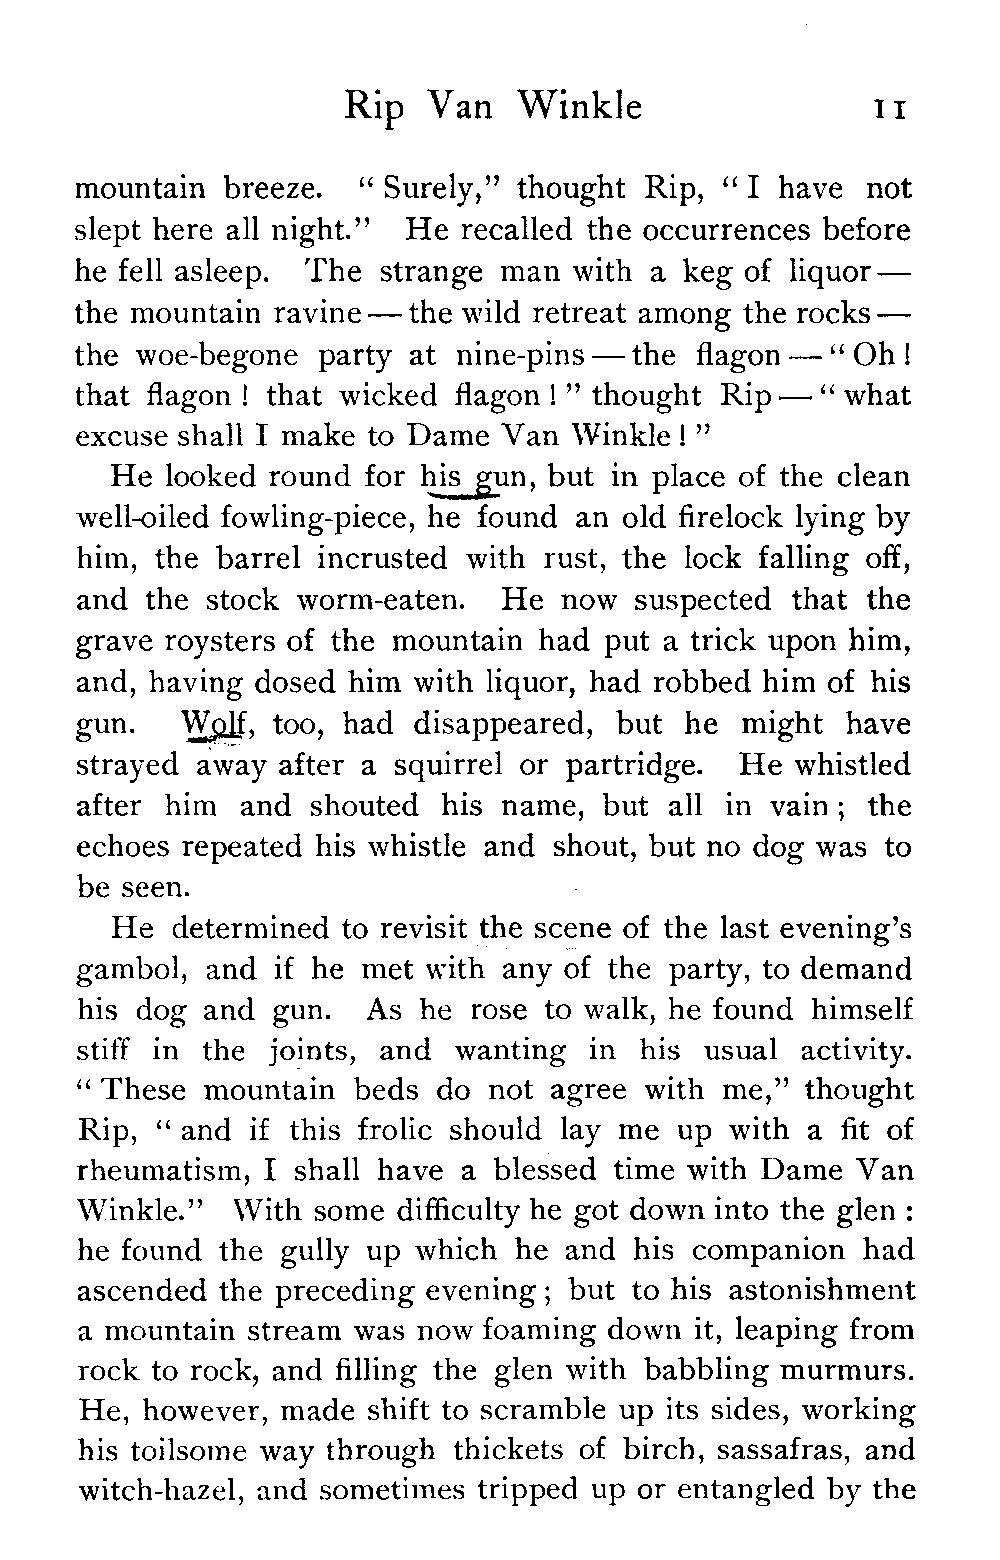 Rip Van Winkle 11
mountain breeze. “ Surely,” thought Rip, “ I have not
slept here all night.” He recalled the occurrences before
he fell asleep. The strange man with a keg of liquor —
the mountain ravine — the wild retreat among the rocks —
the woe-begone party at nine-pins — the flagon — “ Oh !
that flagon ! that wicked flagon ! ” thought Rip — “ what
excuse shall I make to Dame Van Winkle ! ”
He looked round for his gun, but in place of the clean
well-oiled fowling-piece, he found an old firelock lying by
him, the barrel incrusted with rust, the lock falling off,
and the stock worm-eaten. He now suspected that the
grave roysters of the mountain had put a trick upon him,
and, having dosed him with liquor, had robbed him of his
gun. Wolf, too, had disappeared, but he might have
strayed away after a squirrel or partridge. He whistled
after him and shouted his name, but all in vain ; the
echoes repeated his whistle and shout, but no dog was to
be seen.
He determined to revisit the scene of the last evening’s
gambol, and if he met with any of the party, to demand
his dog and gun. As he rose to walk, he found himself
stiff in the joints, and wanting in his usual activity.
“ These mountain beds do not agree with me,” thought
Rip, “ and if this frolic should lay me up with a fit of
rheumatism, I shall have a blessed time with Dame Van
Winkle.” With some difficulty he got down into the glen :
he found the gully up which he and his companion had
ascended the preceding evening ; but to his astonishment
a mountain stream was now foaming down it, leaping from
rock to rock, and filling the glen with babbling murmurs.
He, however, made shift to scramble up its sides, working
his toilsome way through thickets of birch, sassafras, and
witch-hazel, and sometimes tripped up or entangled by the